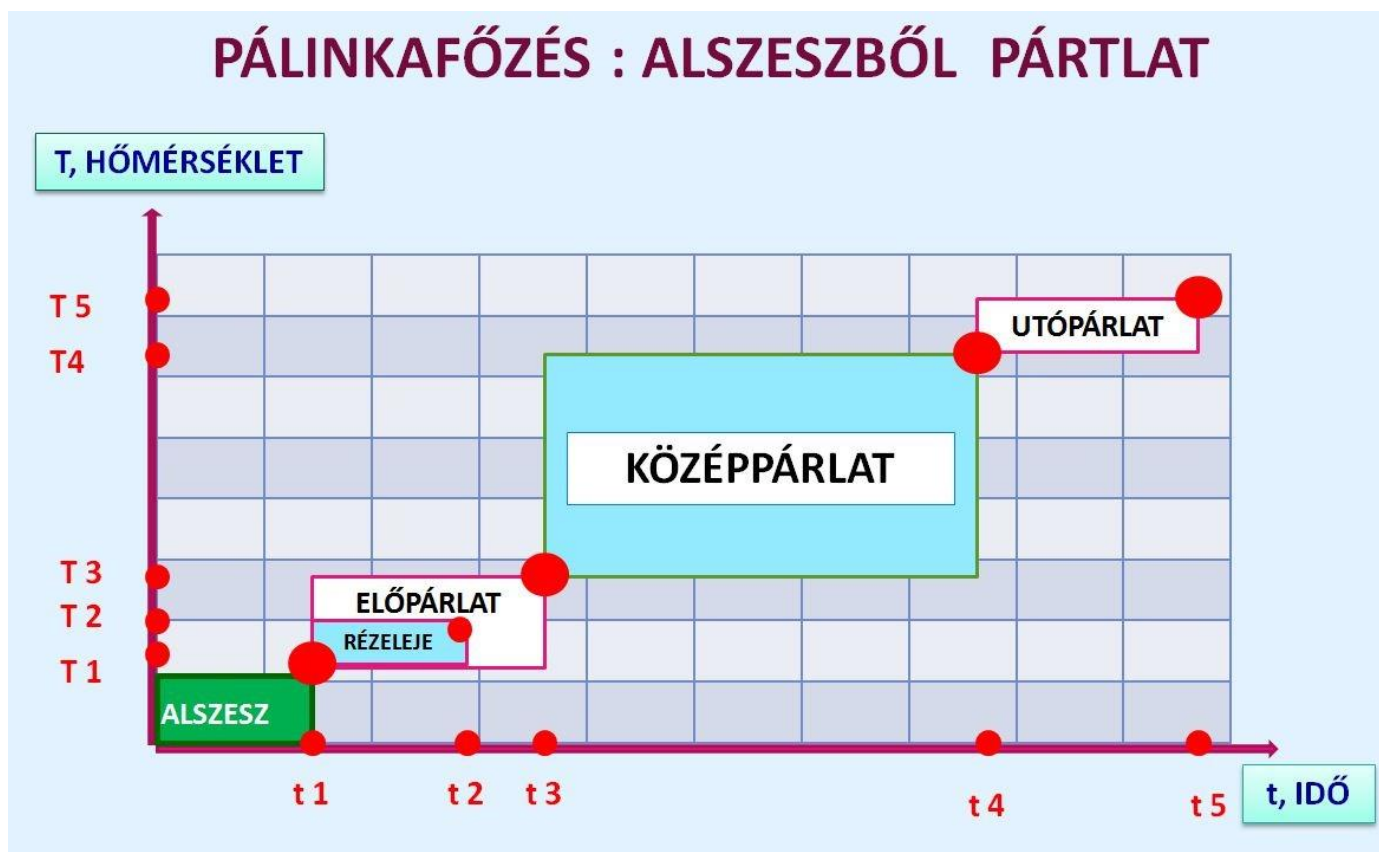 PÁLINKAFŐZÉS : ALSZESZBŐL PÁRTLAT
T, HŐMÉRSÉKLET
T 5
UTÓPÁRLAT
T4
KÖZÉPPÁRLAT
T 3
ELŐPÁRLAT
T 2
RÉZELEJE
T 1
ALSZESZ
t 1
t 2
t 3
t 4
t 5
t, IDŐ